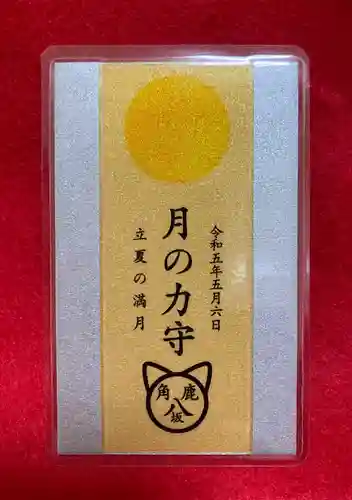 令和五年五月六日
月の力守
立夏の満月
鹿角
八坂